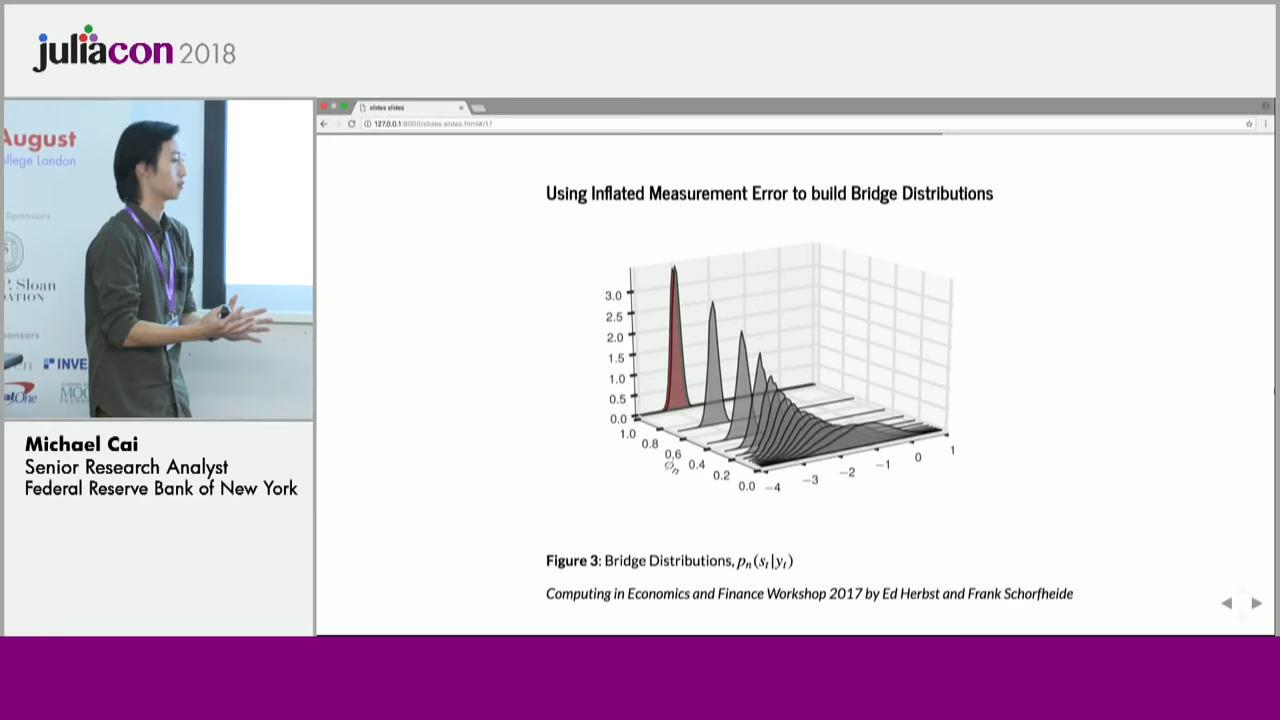 juliacon 2018
August
ollege London
Sponsors
P. Sloan
ATION
onsors
INVE
alOne
MOO
Michael Cai
Senior Research Analyst
Federal Reserve Bank of New York
slides slides
127.0.0.1:8000/slides.slides.html#/17
Using Inflated Measurement Error to build Bridge Distributions
3.0
2.5
2.0
1.5
1.0
0.5
0.0
1.0
0.8
0.6
0.4
0.2
0.0
ϕn
−4
−3
−2
−1
0
1
Figure 3: Bridge Distributions, pn(st|yt)
Computing in Economics and Finance Workshop 2017 by Ed Herbst and Frank Schorfheide